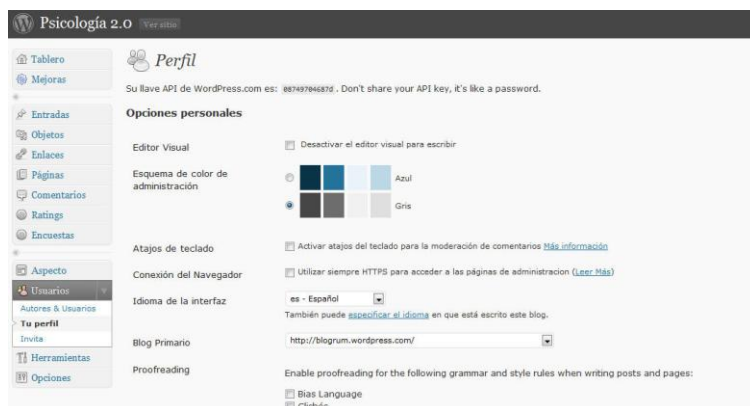 Psicología 2.0 Ver sitio
Tablero
Mejoras
Entradas
Objetos
Enlaces
Páginas
Comentarios
Ratings
Encuestas
Aspecto
Usuarios
Autores & Usuarios
Tu perfil
Invita
Herramientas
Opciones
Perfil
Su llave API de WordPress.com es: 08749704687d . Don't share your API key, it's like a password.
Opciones personales
Editor Visual
Desactivar el editor visual para escribir
Esquema de color de
administración
Azul
Gris
Atajos de teclado
Activar atajos del teclado para la moderación de comentarios Más información
Conexión del Navegador
Utilizar siempre HTTPS para acceder a las páginas de administracion (Leer Más)
Idioma de la interfaz
es - Español
También puede especificar el idioma en que está escrito este blog.
Blog Primario
http://blogrum.wordpress.com/
Proofreading
Enable proofreading for the following grammar and style rules when writing posts and pages:
Bias Language
Clichés